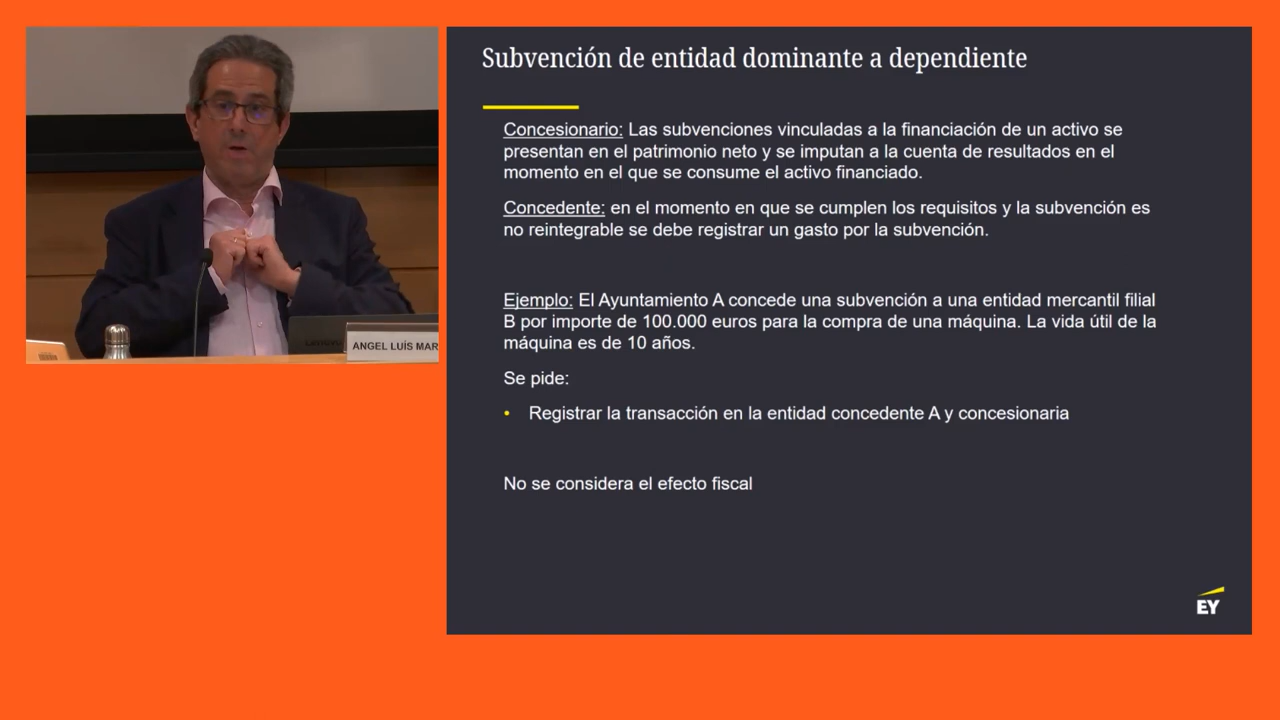 Subvención de entidad dominante a dependiente
Concesionario: Las subvenciones vinculadas a la financiación de un activo se
presentan en el patrimonio neto y se imputan a la cuenta de resultados en el
momento en el que se consume el activo financiado.
Concedente: en el momento en que se cumplen los requisitos y la subvención es
no reintegrable se debe registrar un gasto por la subvención.
Ejemplo: El Ayuntamiento A concede una subvención a una entidad mercantil filial
B por importe de 100.000 euros para la compra de una máquina. La vida útil de la
máquina es de 10 años.
Se pide:
• Registrar la transacción en la entidad concedente A y concesionaria
No se considera el efecto fiscal
EY
ANGEL LUÍS MAR